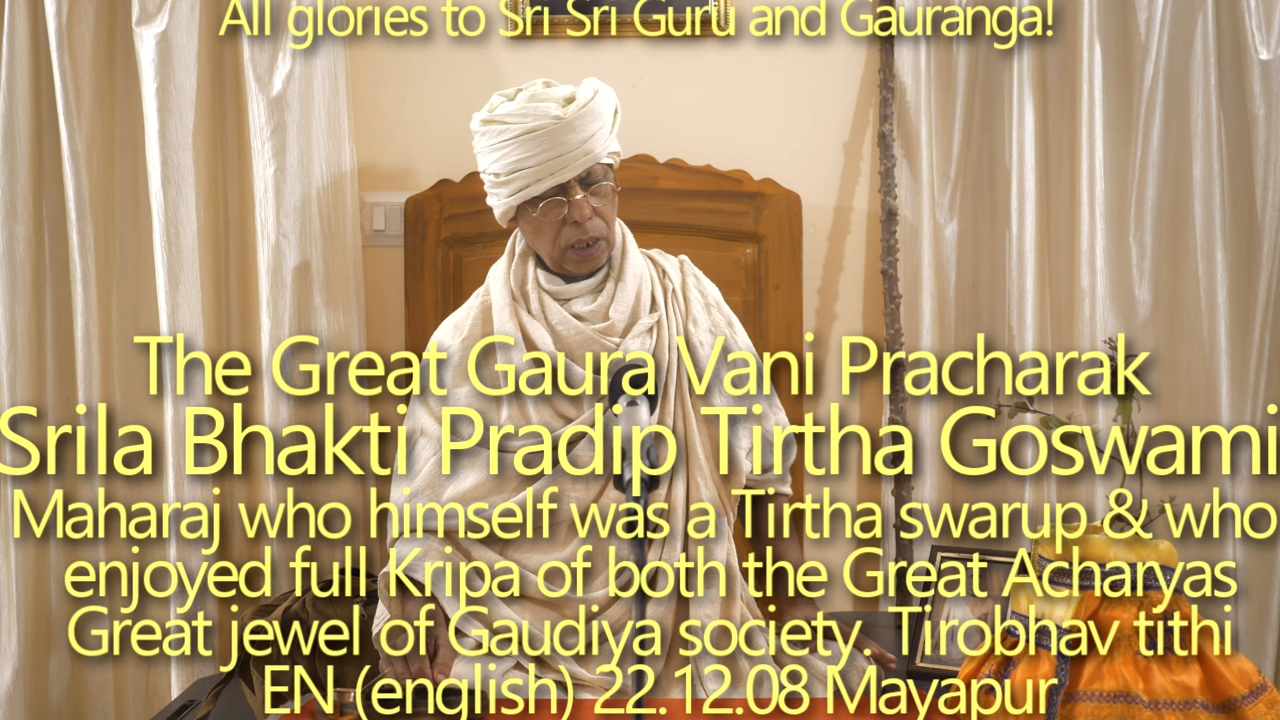 All glories to Sri Sri Guru and Gauranga!
The Great Gaura Vani Pracharak
Srila Bhakti Pradip Tirtha Goswami
Maharaj who himself was a Tirtha swarup & who
enjoyed full Kripa of both the Great Acharyas
Great jewel of Gaudiya society. Tirobhav tithi
EN (english) 22.12.08 Mayapur